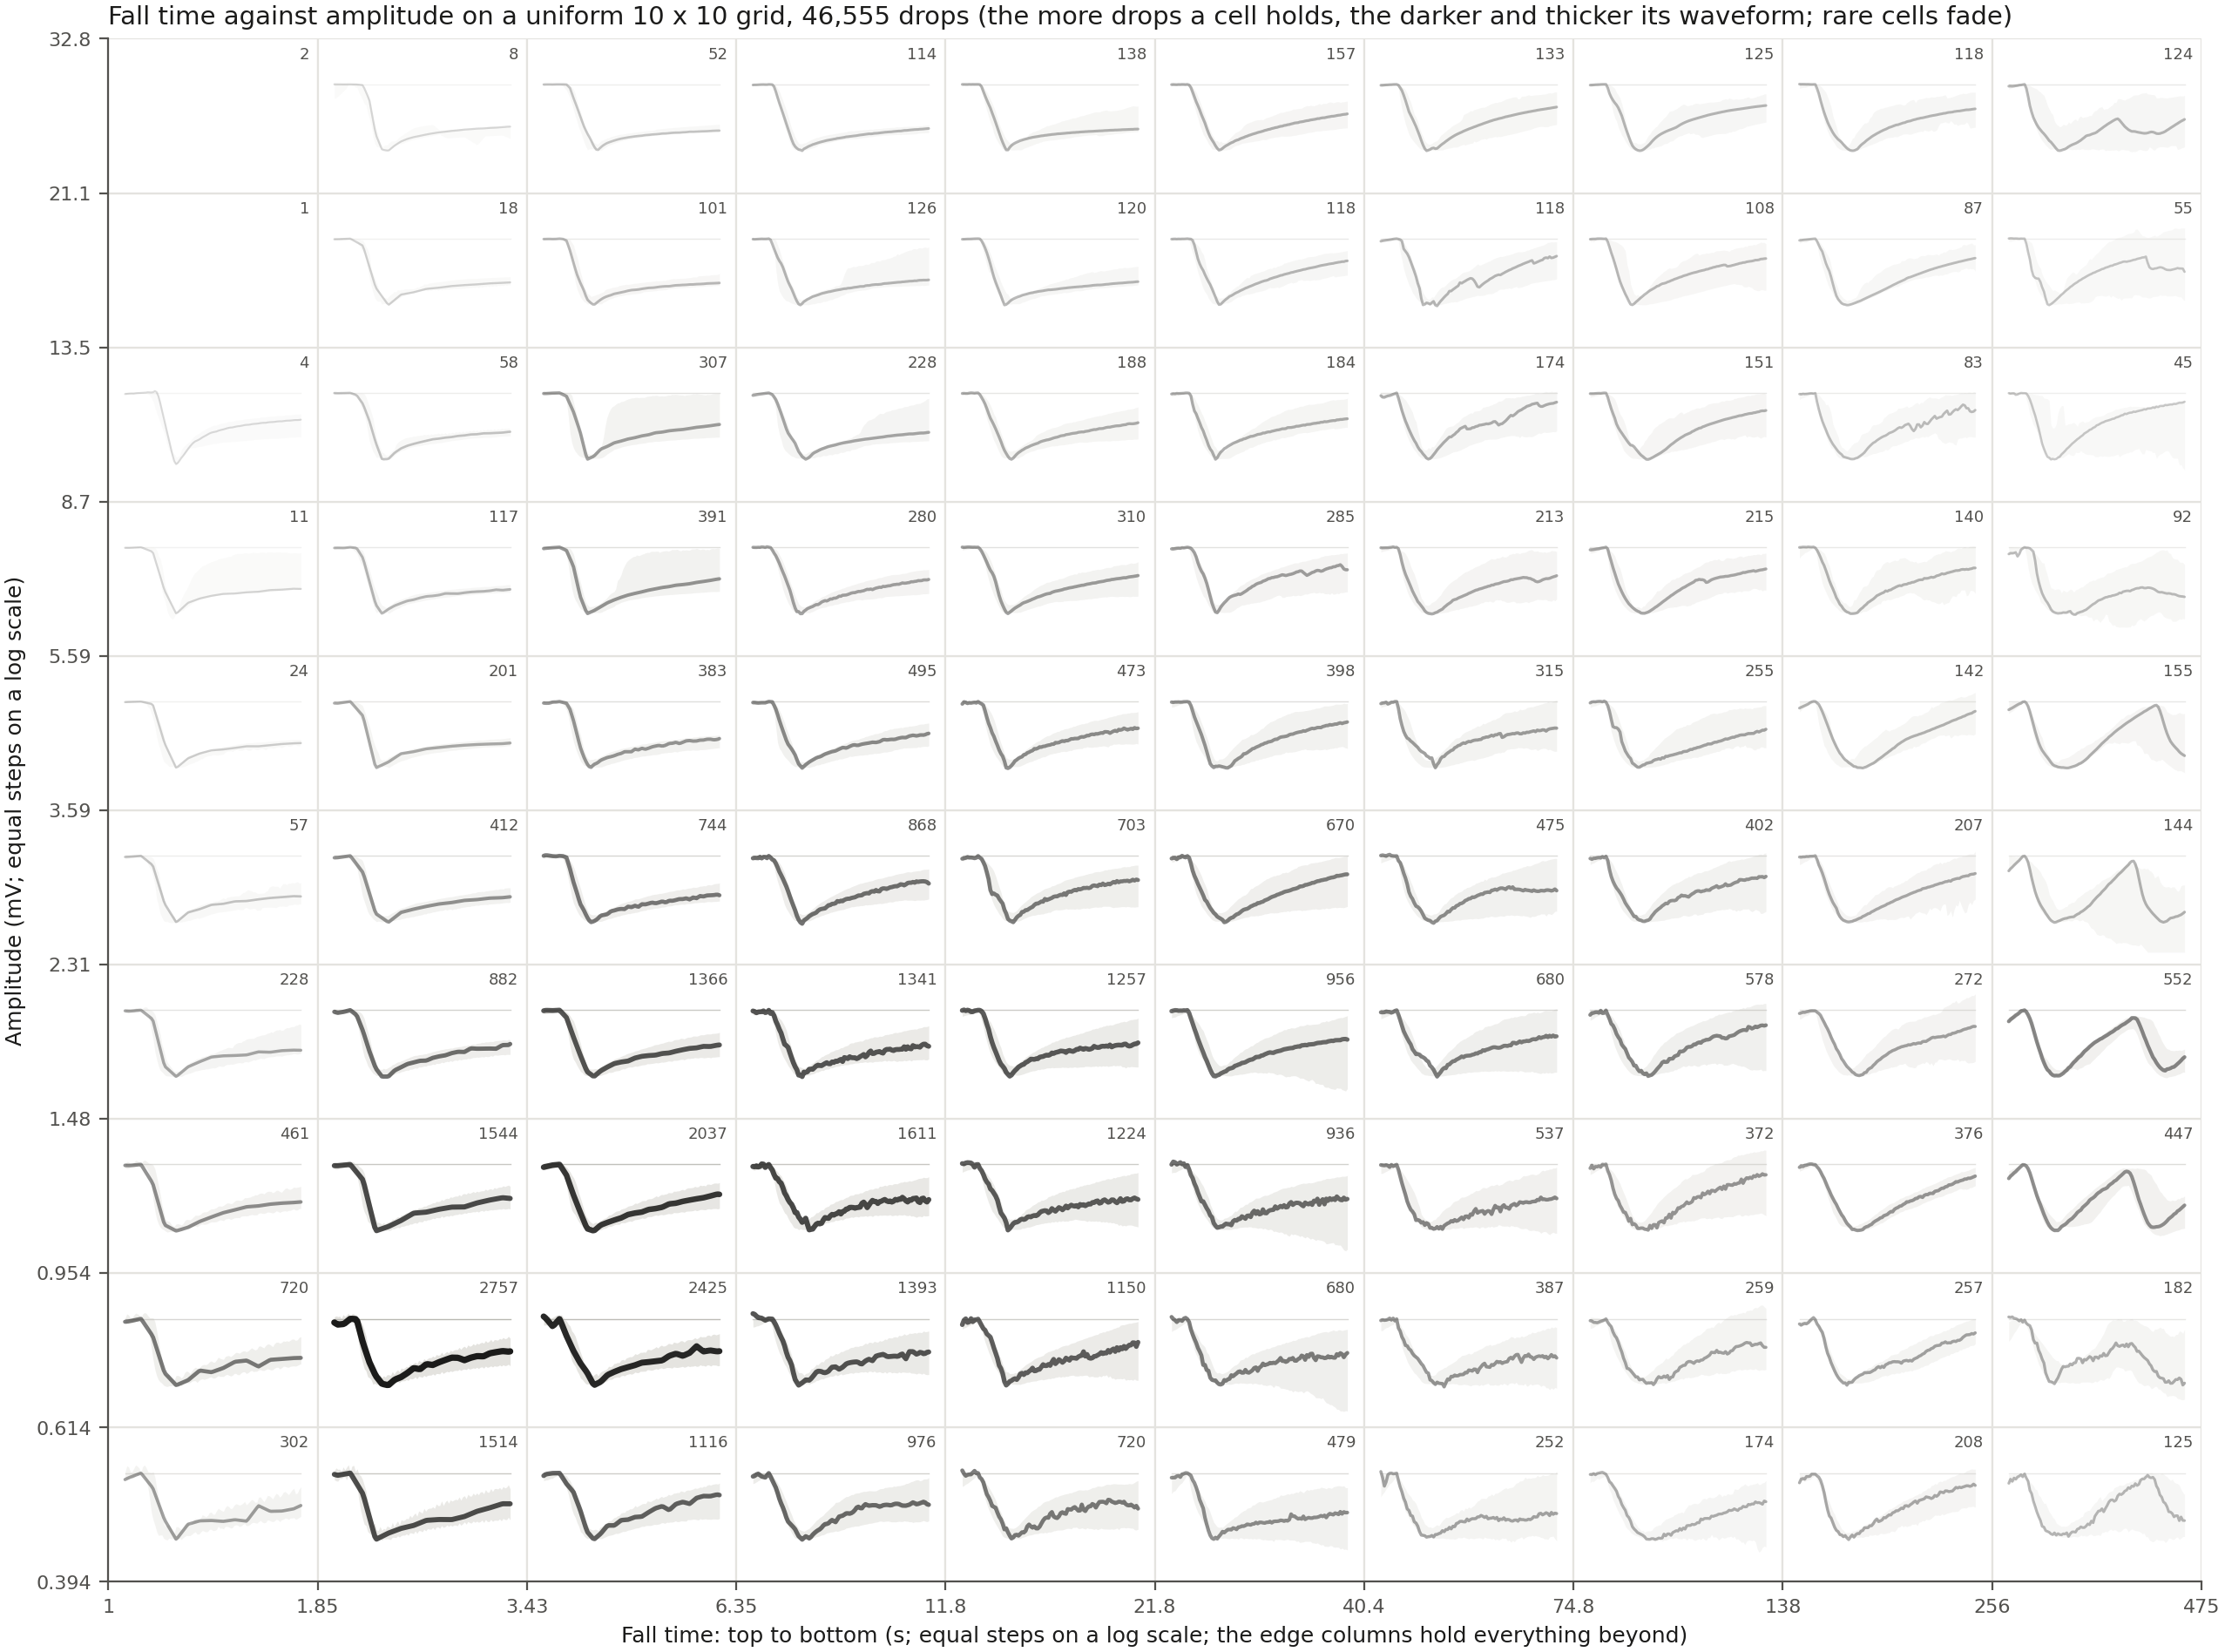 Fall time against amplitude on a uniform 10 x 10 grid, 46,555 drops (the more drops a cell holds, the darker and thicker its waveform; rare cells fade)
32.8
2 8 52 114 138 157 133 125 118 124
21.1
1 18 101 126 120 118 118 108 87 55
13.5
4 58 307 228 188 184 174 151 83 45
8.7
11 117 391 280 310 285 213 215 140 92
5.59
24 201 383 495 473 398 315 255 142 155
3.59
57 412 744 868 703 670 475 402 207 144
2.31
228 882 1366 1341 1257 956 680 578 272 552
1.48
461 1544 2037 1611 1224 936 537 372 376 447
0.954
720 2757 2425 1393 1150 680 387 259 257 182
0.614
302 1514 1116 976 720 479 252 174 208 125
0.394
Amplitude (mV; equal steps on a log scale)
1 1.85 3.43 6.35 11.8 21.8 40.4 74.8 138 256 475
Fall time: top to bottom (s; equal steps on a log scale; the edge columns hold everything beyond)